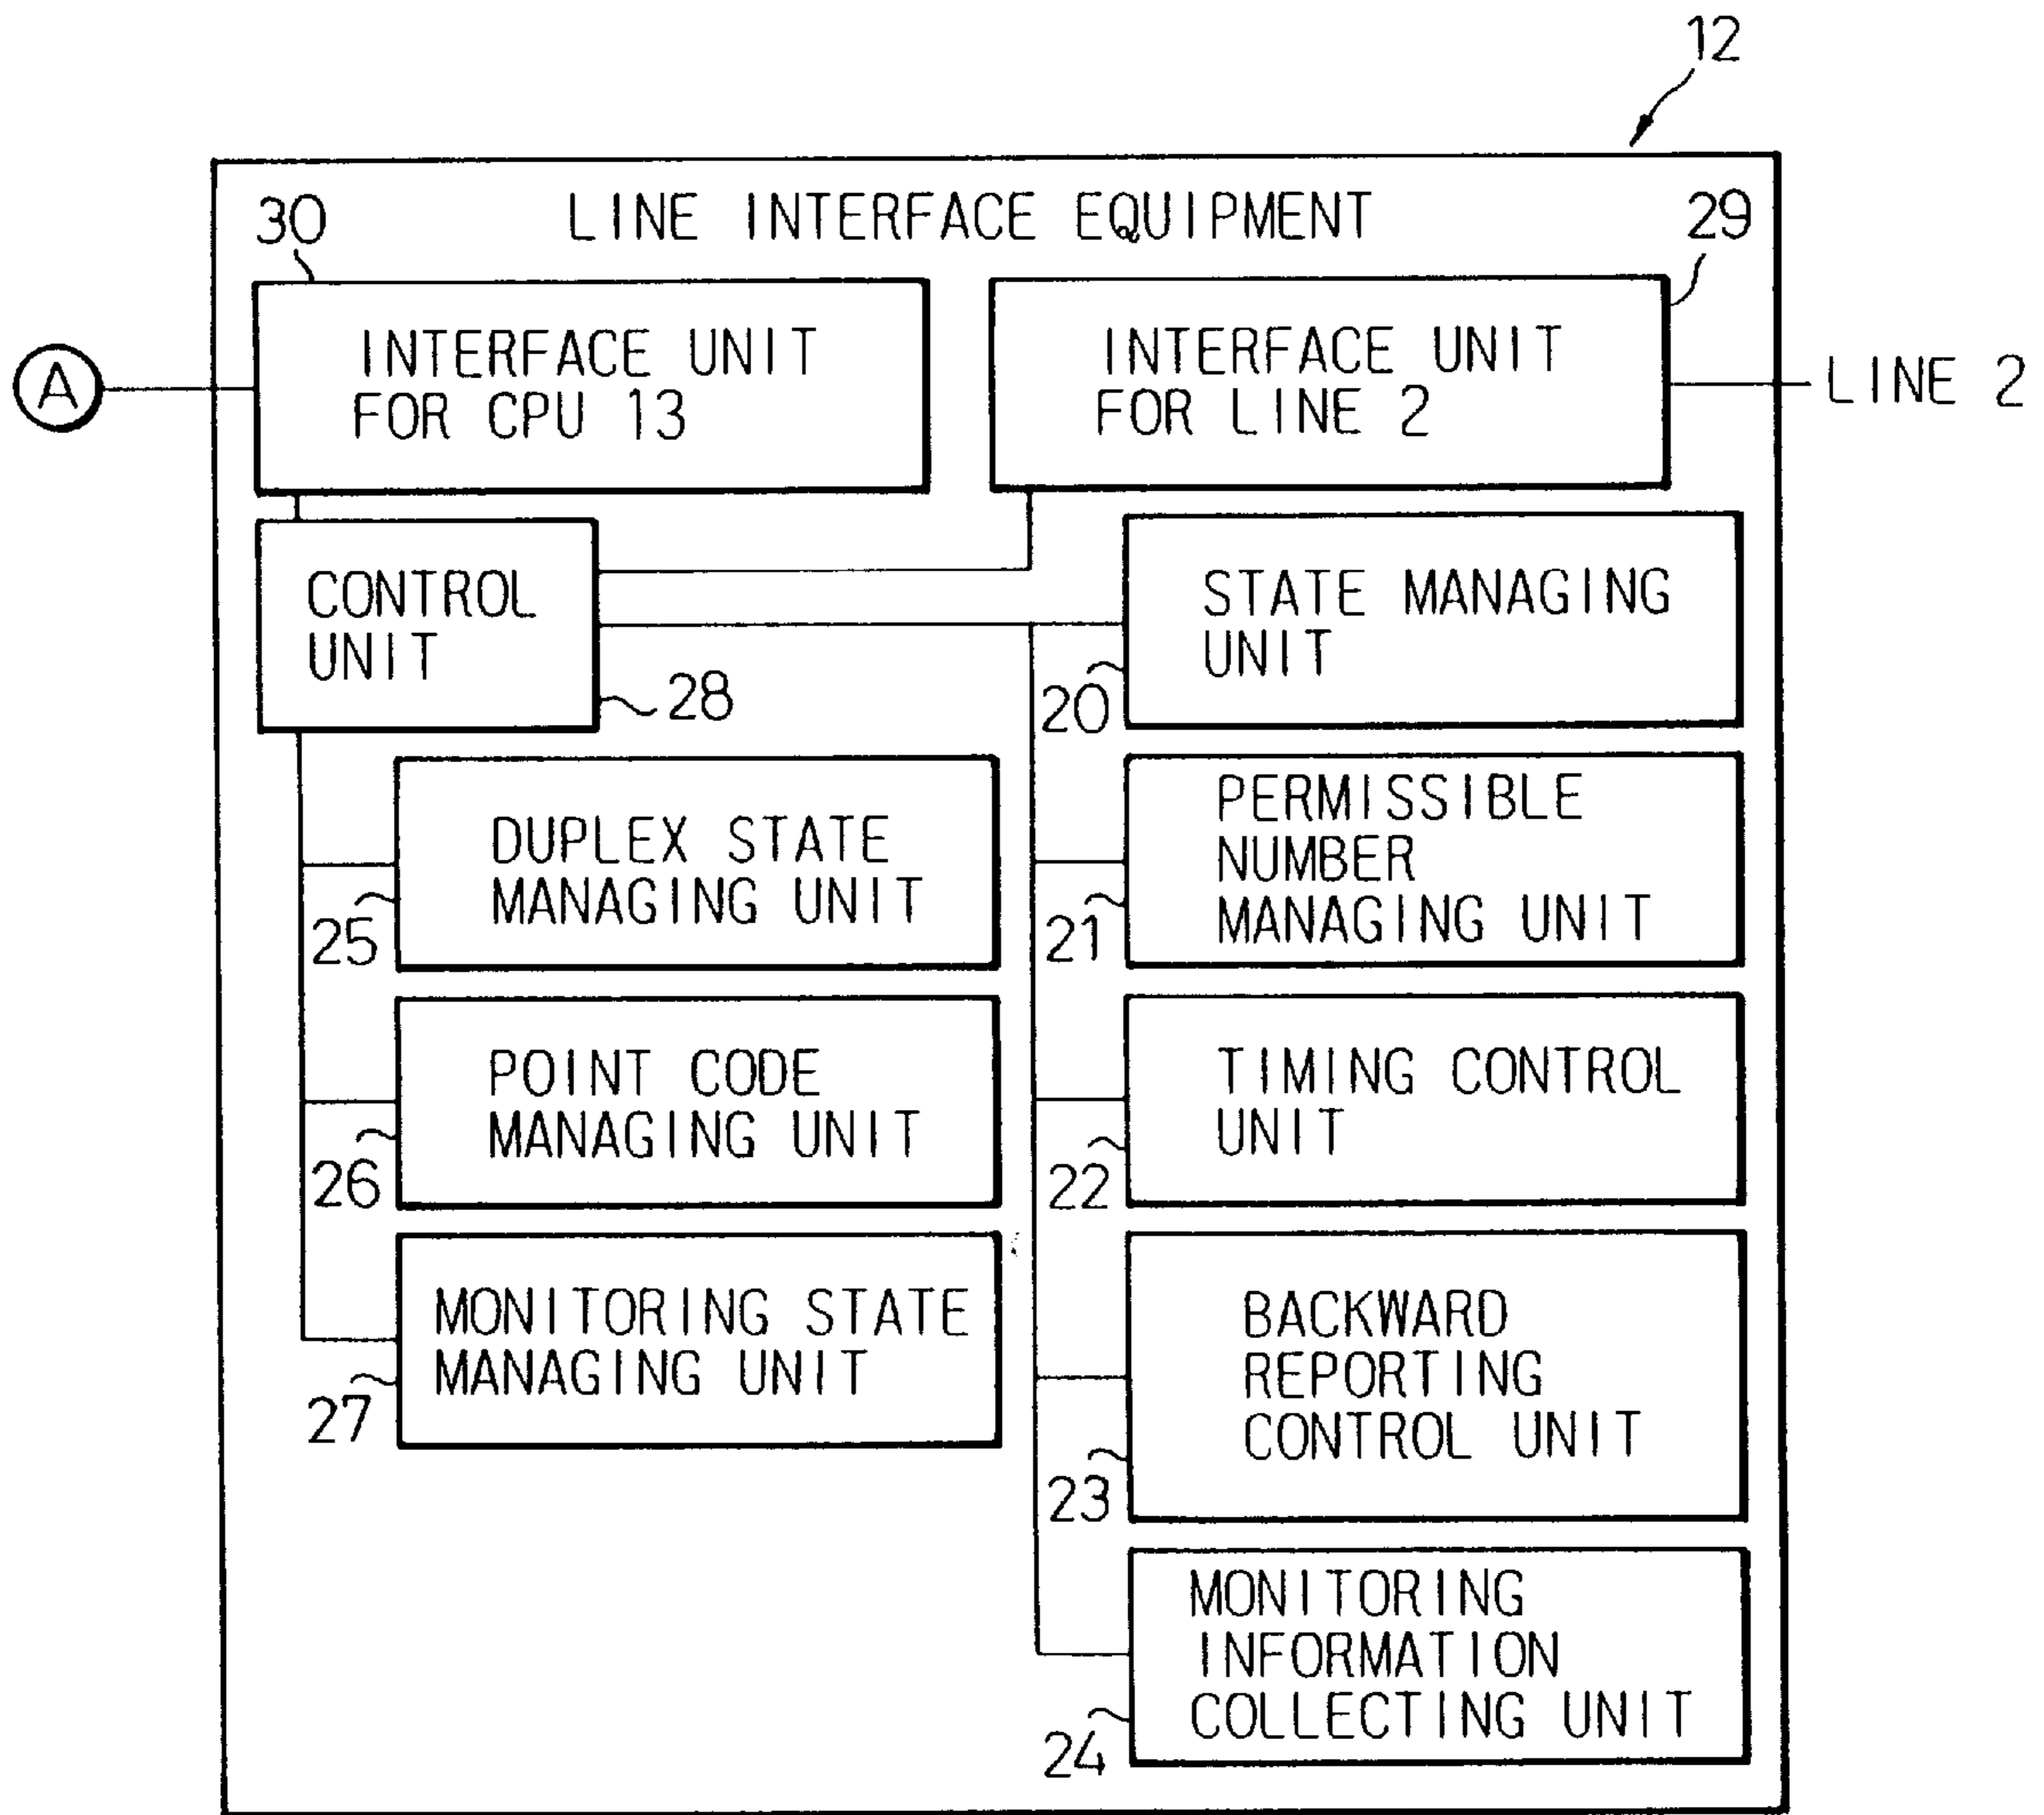 12
LINE INTERFACE EQUIPMENT
30
29
INTERFACE UNIT
FOR CPU 13
INTERFACE UNIT
FOR LINE 2
A
LINE 2
CONTROL
UNIT
28
STATE MANAGING
UNIT
20
DUPLEX STATE
MANAGING UNIT
25
PERMISSIBLE
NUMBER
MANAGING UNIT
21
POINT CODE
MANAGING UNIT
26
TIMING CONTROL
UNIT
22
MONITORING STATE
MANAGING UNIT
27
BACKWARD
REPORTING
CONTROL UNIT
23
MONITORING
INFORMATION
COLLECTING UNIT
24